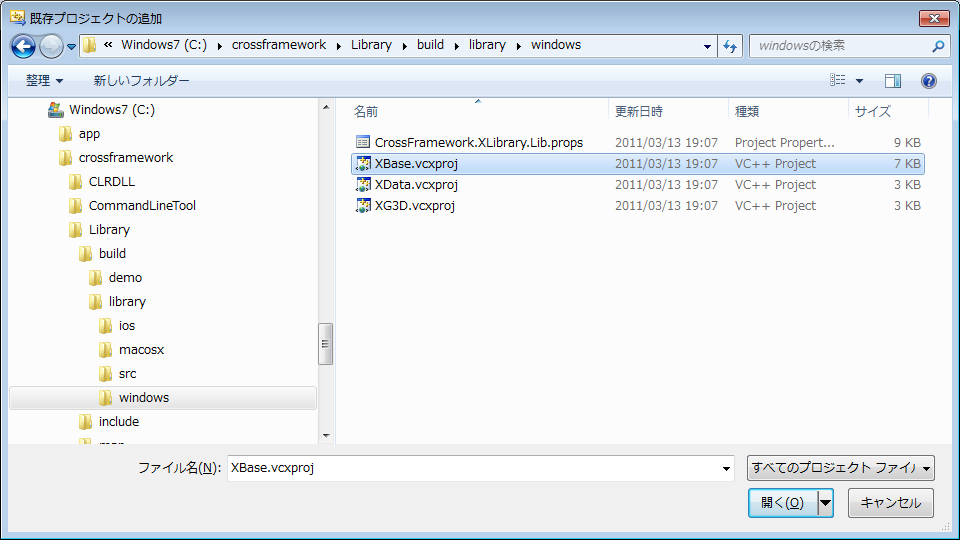 既存プロジェクトの追加
« Windows7 (C:) crossframework Library build library windows
windowsの検索
整理 新しいフォルダー
Windows7 (C:)
app
crossframework
CLRDLL
CommandLineTool
Library
build
demo
library
ios
macosx
src
windows
include
名前 更新日時 種類 サイズ
CrossFramework.XLibrary.Lib.props 2011/03/13 19:07 Project Propert... 9 KB
XBase.vcxproj 2011/03/13 19:07 VC++ Project 7 KB
XData.vcxproj 2011/03/13 19:07 VC++ Project 3 KB
XG3D.vcxproj 2011/03/13 19:07 VC++ Project 3 KB
ファイル名(N): XBase.vcxproj
すべてのプロジェクト ファイル
開く(O) キャンセル